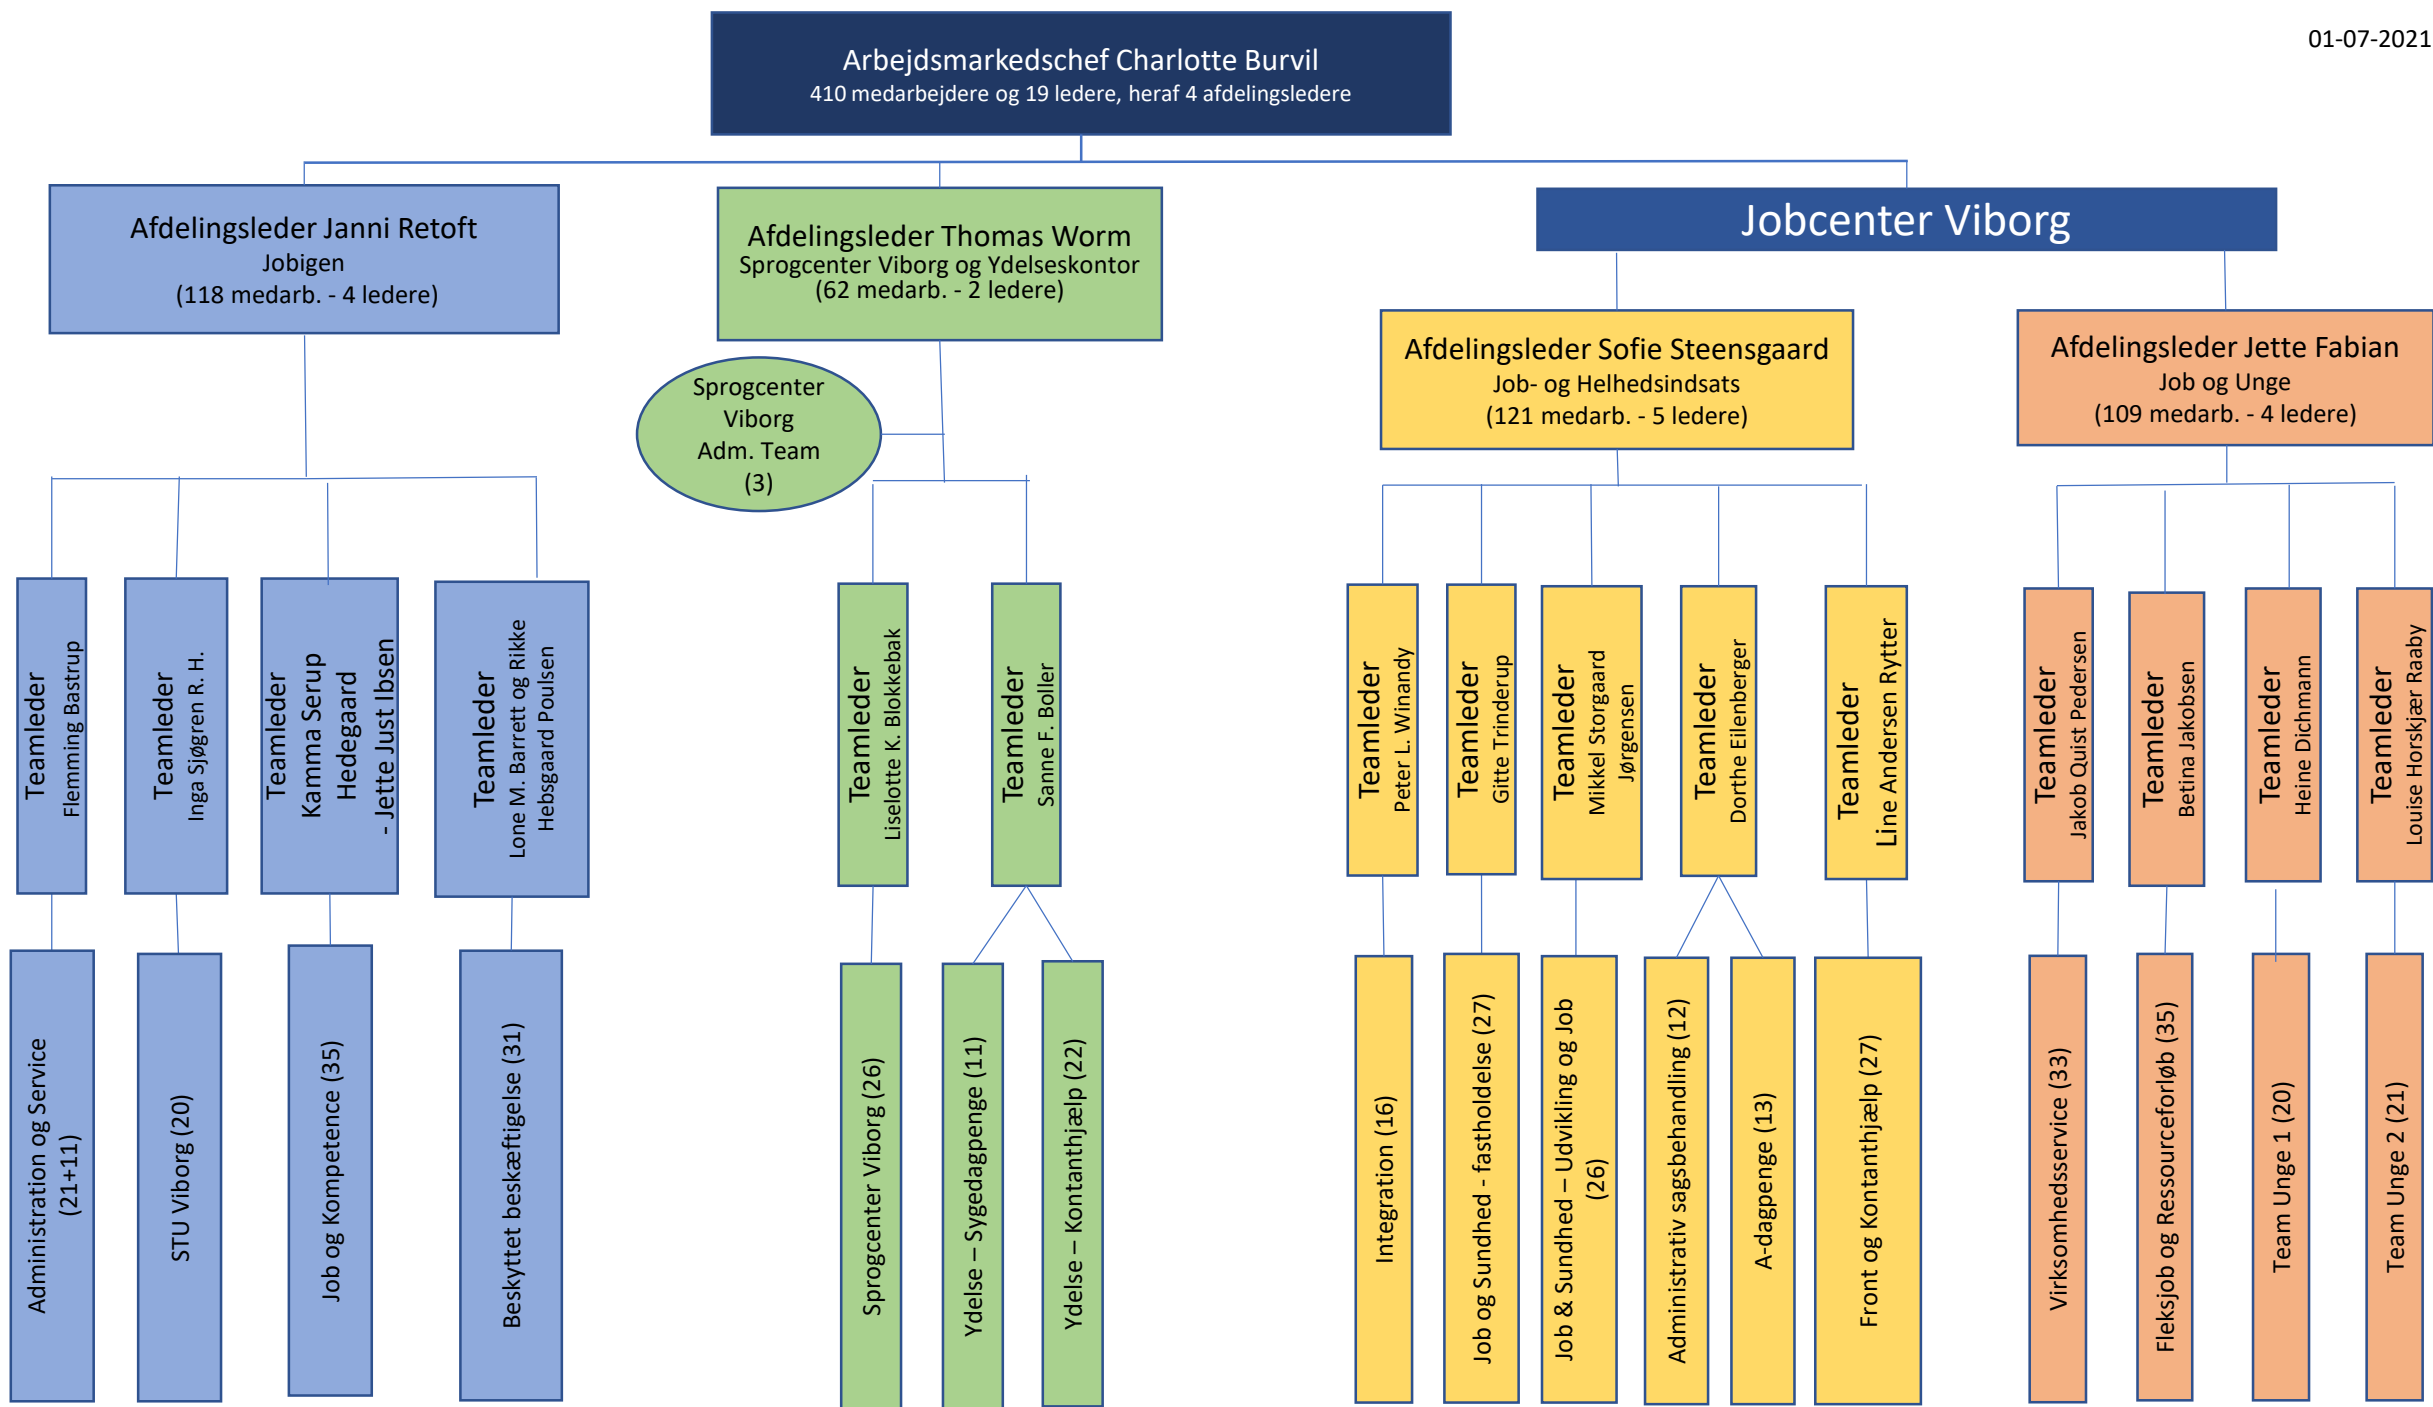 01-07-2021
Arbejdsmarkedschef Charlotte Burvil
410 medarbejdere og 19 ledere, heraf 4 afdelingsledere
Afdelingsleder Janni Retoft
Jobigen
(118 medarb. - 4 ledere)
Afdelingsleder Thomas Worm
Sprogcenter Viborg og Ydelseskontor
(62 medarb. - 2 ledere)
Jobcenter Viborg
Afdelingsleder Sofie Steensgaard
Job- og Helhedsindsats
(121 medarb. - 5 ledere)
Afdelingsleder Jette Fabian
Job og Unge
(109 medarb. - 4 ledere)
Sprogcenter
Viborg
Adm. Team
(3)
Teamleder
Flemming Bastrup
Teamleder
Inga Sjøgren R. H.
Teamleder
Kamma Serup
Hedegaard
- Jette Just Ibsen
Teamleder
Lone M. Barrett og Rikke
Hebsgaard Poulsen
Teamleder
Liselotte K. Blokkebak
Teamleder
Sanne F. Boller
Teamleder
Peter L. Winandy
Teamleder
Gitte Trinderup
Teamleder
Mikkel Storgaard
Jørgensen
Teamleder
Dorthe Eilenberger
Teamleder
Line Andersen Rytter
Teamleder
Jakob Quist Pedersen
Teamleder
Betina Jakobsen
Teamleder
Heine Dichmann
Teamleder
Louise Horskjær Raaby
Administration og Service
(21+11)
STU Viborg (20)
Job og Kompetence (35)
Beskyttet beskæftigelse (31)
Sprogcenter Viborg (26)
Ydelse – Sygedagpenge (11)
Ydelse – Kontanthjælp (22)
Integration (16)
Job og Sundhed - fastholdelse (27)
Job & Sundhed – Udvikling og Job
(26)
Administrativ sagsbehandling (12)
A-dagpenge (13)
Front og Kontanthjælp (27)
Virksomhedsservice (33)
Fleksjob og Ressourceforløb (35)
Team Unge 1 (20)
Team Unge 2 (21)